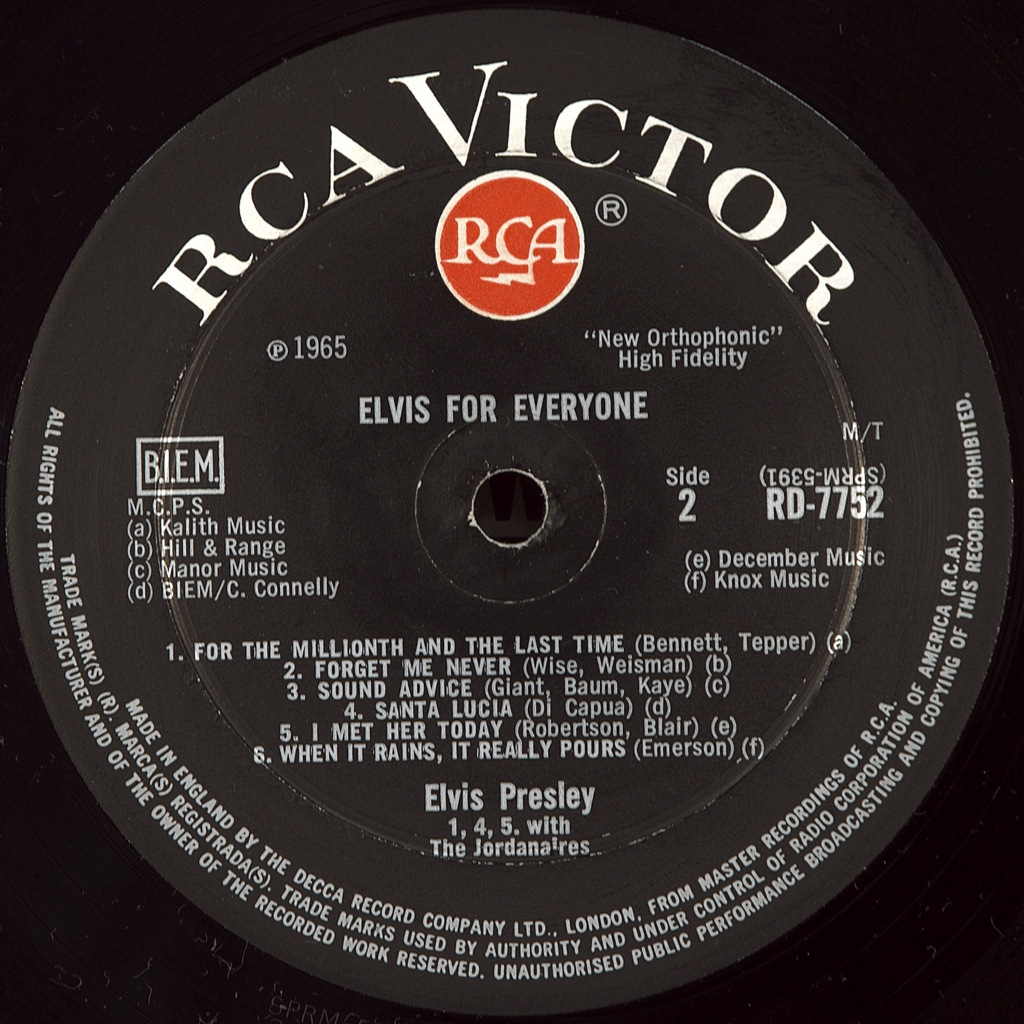 RCA VICTOR
RCA
®
℗ 1965
"New Orthophonic"
High Fidelity
ELVIS FOR EVERYONE
M/T
B.I.E.M.
Side
2
(SPRM-5391)
RD-7752
M.C.P.S.
(a) Kalith Music
(b) Hill & Range
(c) Manor Music
(d) BIEM/C. Connelly
(e) December Music
(f) Knox Music
1. FOR THE MILLIONTH AND THE LAST TIME (Bennett, Tepper) (a)
2. FORGET ME NEVER (Wise, Weisman) (b)
3. SOUND ADVICE (Giant, Baum, Kaye) (c)
4. SANTA LUCIA (Di Capua) (d)
5. I MET HER TODAY (Robertson, Blair) (e)
6. WHEN IT RAINS, IT REALLY POURS (Emerson) (f)
Elvis Presley
1, 4, 5. with
The Jordanaires
MADE IN ENGLAND BY THE DECCA RECORD COMPANY LTD., LONDON, FROM MASTER RECORDINGS OF R.C.A.
TRADE MARK(S) (R). MARCA(S) REGISTRADA(S). TRADE MARKS USED BY AUTHORITY AND UNDER CONTROL OF RADIO CORPORATION OF AMERICA (R.C.A.)
ALL RIGHTS OF THE MANUFACTURER AND OF THE OWNER OF THE RECORDED WORK RESERVED. UNAUTHORISED PUBLIC PERFORMANCE BROADCASTING AND COPYING OF THIS RECORD PROHIBITED.